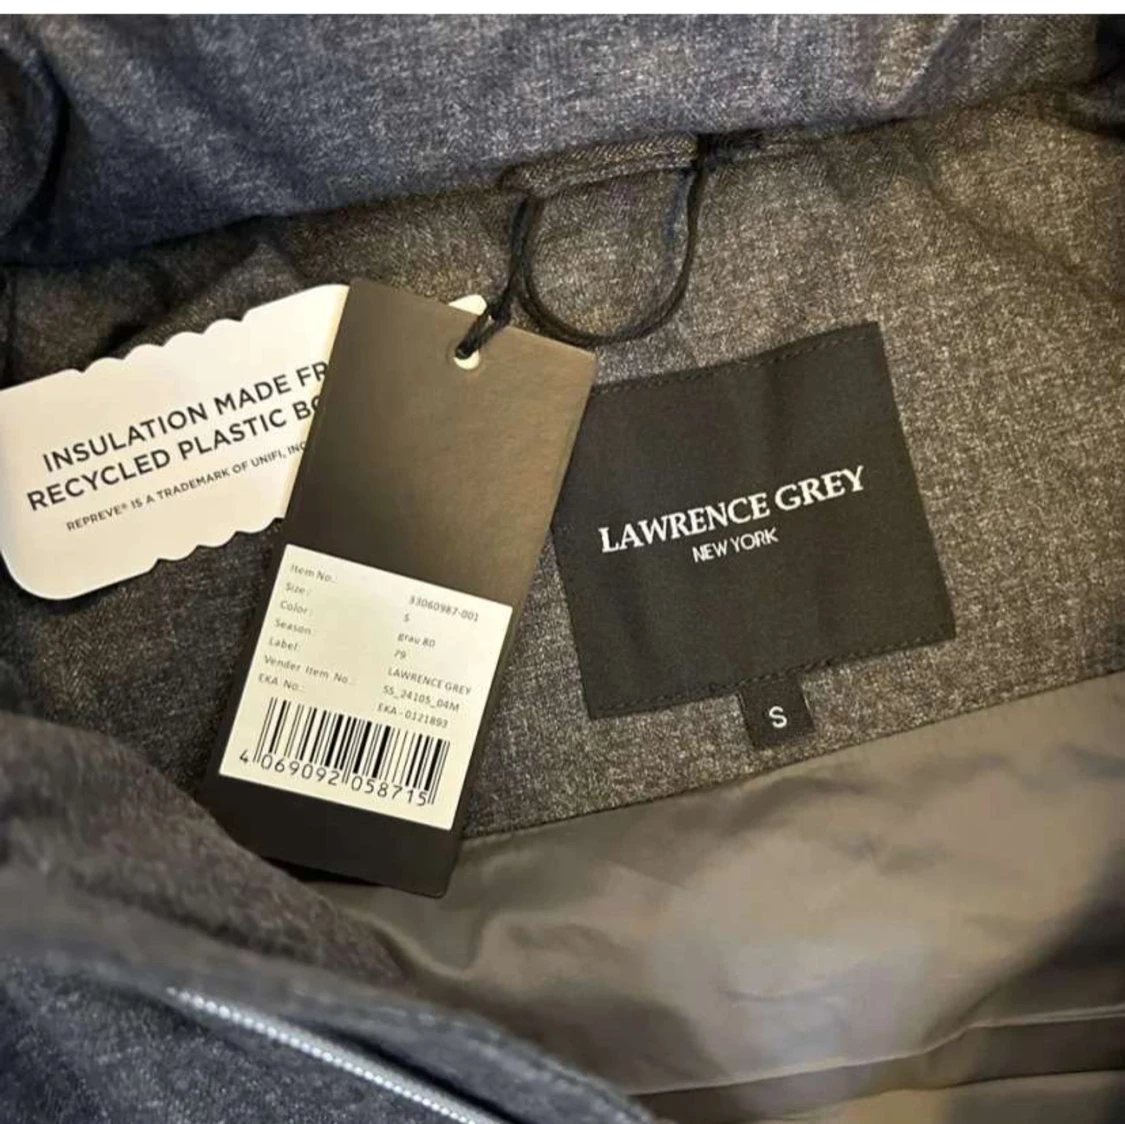 INSULATION MADE FR
RECYCLED PLASTIC BO
REPREVE® IS A TRADEMARK OF UNIFI, INC
Item No.: 33060987-001
Size: S
Color: grau 80
Season: 79
Label: LAWRENCE GREY
Vender Item No.: SS_24105_04M
EKA No.: EKA-0121893
4 069092 058715
LAWRENCE GREY
NEW YORK
S